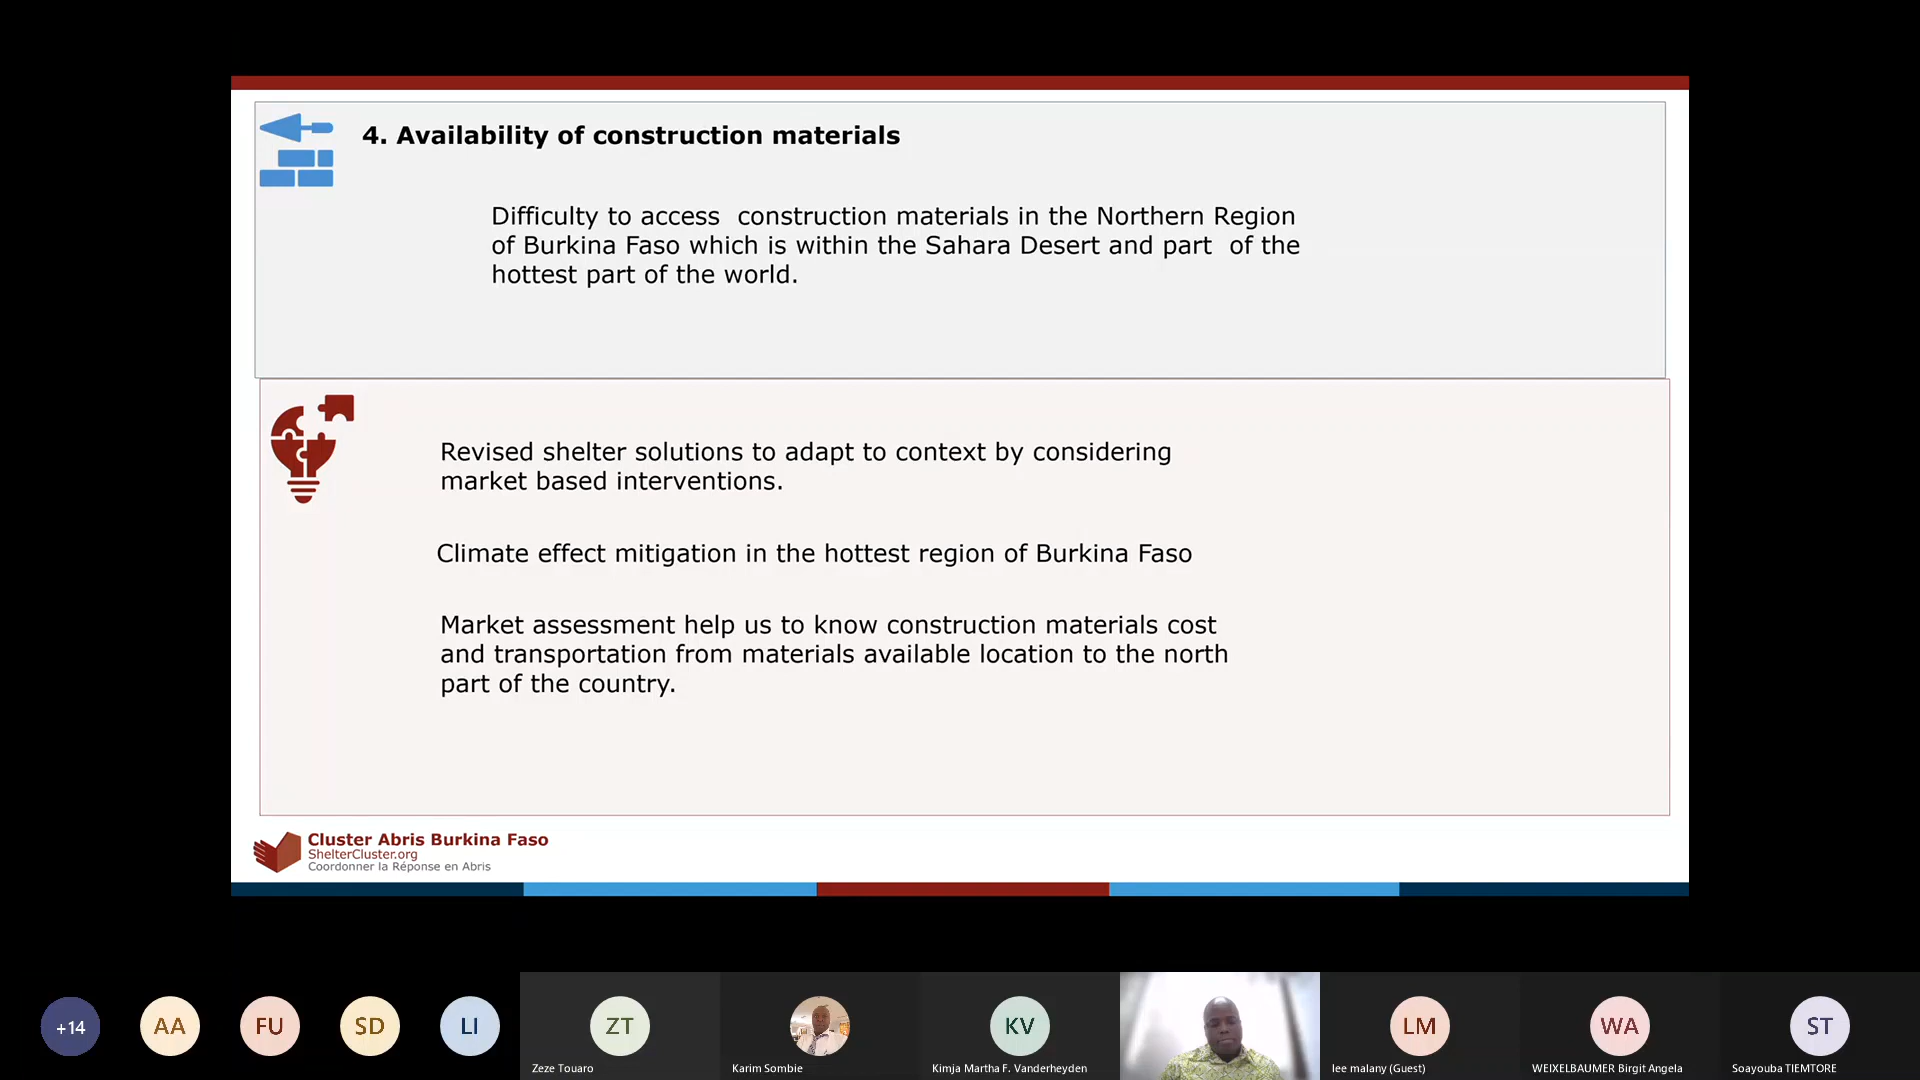 4. Availability of construction materials
Difficulty to access  construction materials in the Northern Region
of Burkina Faso which is within the Sahara Desert and part  of the
hottest part of the world.
Revised shelter solutions to adapt to context by considering
market based interventions.
Climate effect mitigation in the hottest region of Burkina Faso
Market assessment help us to know construction materials cost
and transportation from materials available location to the north
part of the country.
Cluster Abris Burkina Faso
ShelterCluster.org
Coordonner la Réponse en Abris
+14
AA
FU
SD
LI
ZT
KV
LM
WA
ST
Zeze Touaro
Karim Sombie
Kimja Martha F. Vanderheyden
lee malany (Guest)
WEIXELBAUMER Birgit Angela
Soayouba TIEMTORE